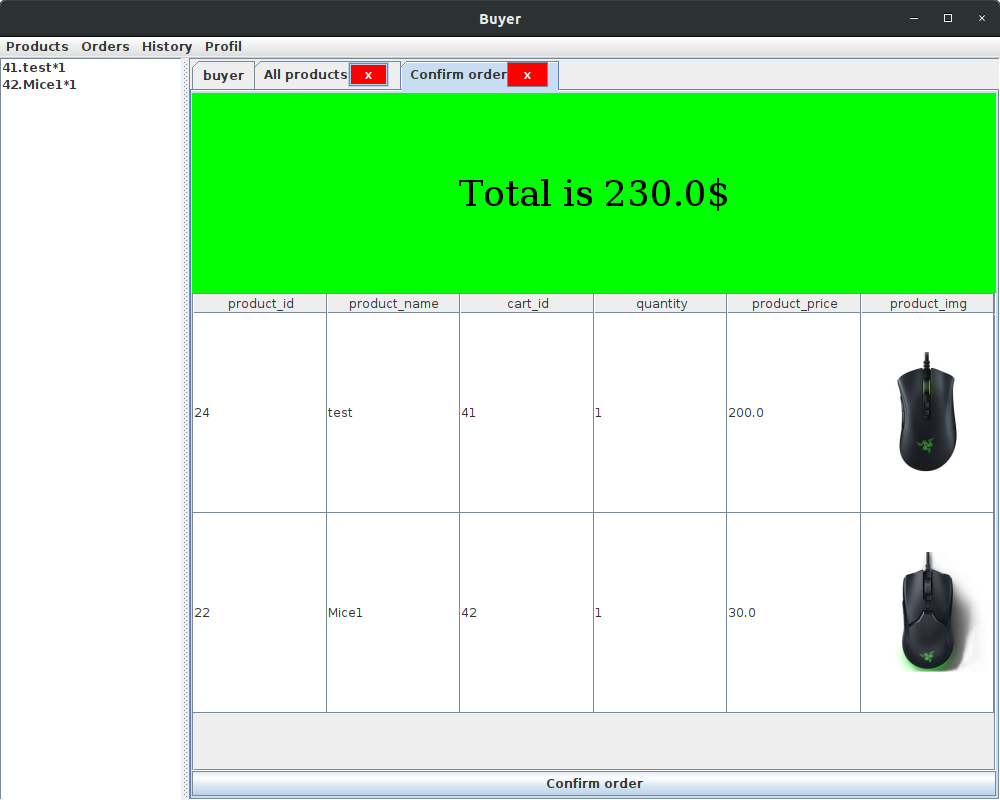 Buyer
Products Orders History Profil
41.test*1
42.Mice1*1
buyer All products x Confirm order x
Total is 230.0$
product_id product_name cart_id quantity product_price product_img
24 test 41 1 200.0
22 Mice1 42 1 30.0
Confirm order